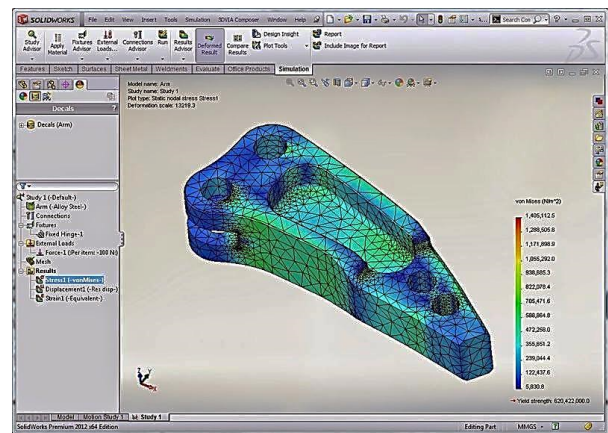 SOLIDWORKS File Edit View Insert Tools Simulation SOVIA Composer Window Help
Search Com
Study Advisor
Apply Material
Fixtures Advisor
External Loads...
Connections Advisor
Run
Results Advisor
Deformed Result
Compare Results
Design Insight
Plot Tools
Report
Include Image for Report
Features Sketch Surfaces Sheet Metal Weldments Evaluate Office Products Simulation
Decals
Decals (Arm)
Study 1 (-Default-)
Arm (-Alloy Steel-)
Connections
Fixtures
Fixed Hinge-1
External Loads
Force-1 (:Per item: -300 N:)
Mesh
Results
Stress1 (-vonMises-)
Displacement1 (-Res disp-)
Strain1 (-Equivalent-)
Model name: Arm
Study name: Study 1
Plot type: Static nodal stress Stress1
Deformation scale: 13219.3
von Mises (N/m^2)
1,405,112.5
1,288,505.8
1,171,898.9
1,055,292.0
938,685.3
822,078.4
705,471.6
588,864.8
472,258.0
355,651.2
239,044.4
122,437.6
5,830.8
Yield strength: 620,422,000.0
Model Motion Study 1 Study 1
SolidWorks Premium 2012 x64 Edition
Editing Part MMGS